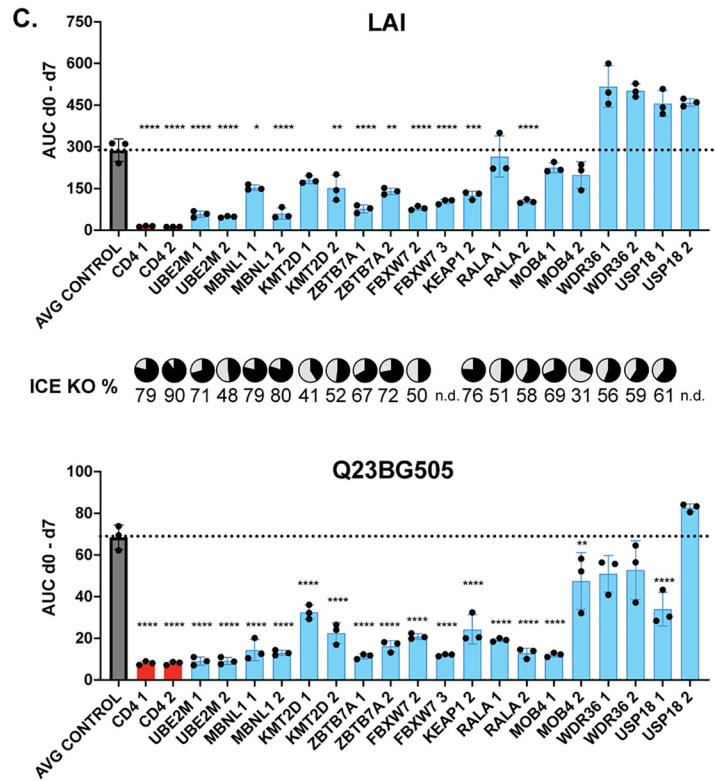 C.
LAI
AUC d0 - d7
750
600
450
300
150
0
**** **** **** **** * **** ** **** ** **** **** *** ****
AVG CONTROL CD4 1 CD4 2 UBE2M 1 UBE2M 2 MBNL1 1 MBNL1 2 KMT2D 1 KMT2D 2 ZBTB7A 1 ZBTB7A 2 FBXW7 2 FBXW7 3 KEAP1 2 RALA 1 RALA 2 MOB4 1 MOB4 2 WDR36 1 WDR36 2 USP18 1 USP18 2
ICE KO % 79 90 71 48 79 80 41 52 67 72 50 n.d. 76 51 58 69 31 56 59 61 n.d.
Q23BG505
AUC d0 - d7
100
80
60
40
20
0
**
**** **** ****
****
**** **** **** **** **** **** **** **** **** **** **** **** ****
AVG CONTROL CD4 1 CD4 2 UBE2M 1 UBE2M 2 MBNL1 1 MBNL1 2 KMT2D 1 KMT2D 2 ZBTB7A 1 ZBTB7A 2 FBXW7 2 FBXW7 3 KEAP1 2 RALA 1 RALA 2 MOB4 1 MOB4 2 WDR36 1 WDR36 2 USP18 1 USP18 2